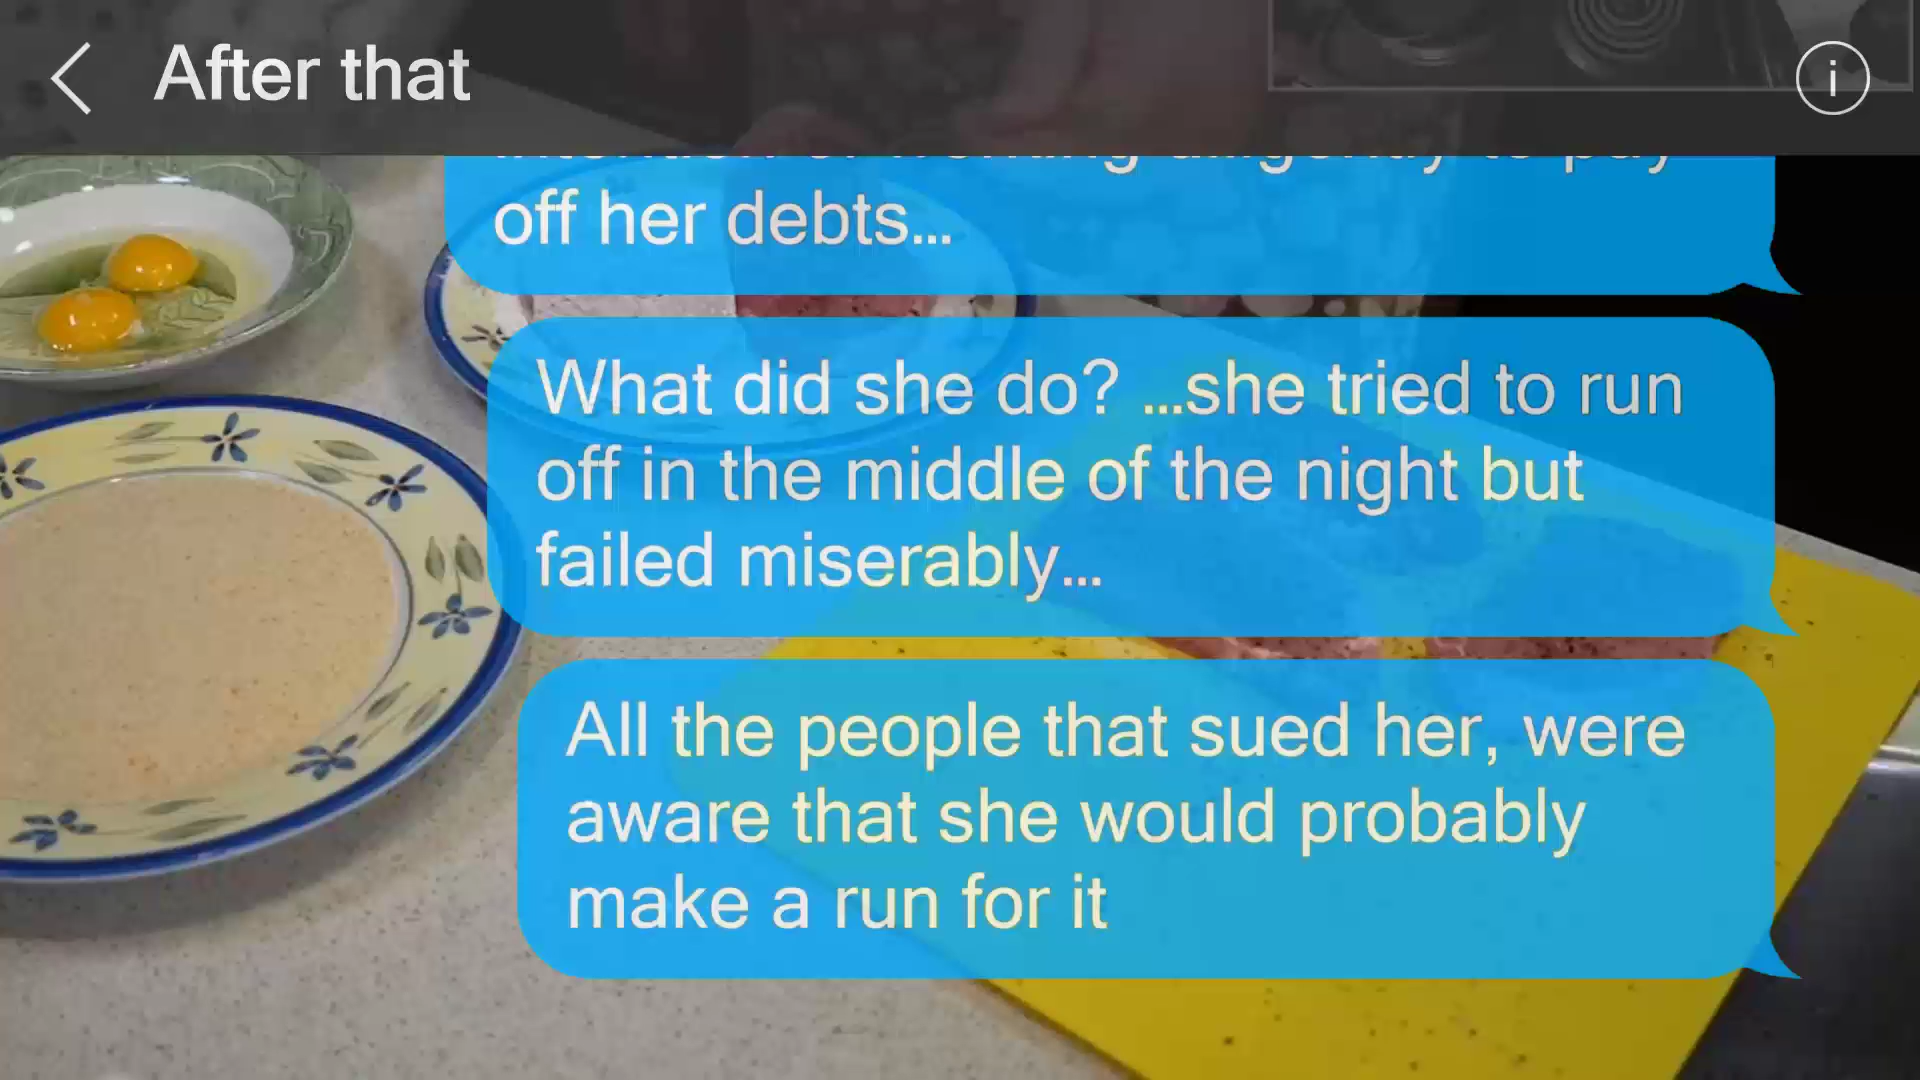 After that
off her debts...
What did she do? ...she tried to run
off in the middle of the night but
failed miserably...
All the people that sued her, were
aware that she would probably
make a run for it